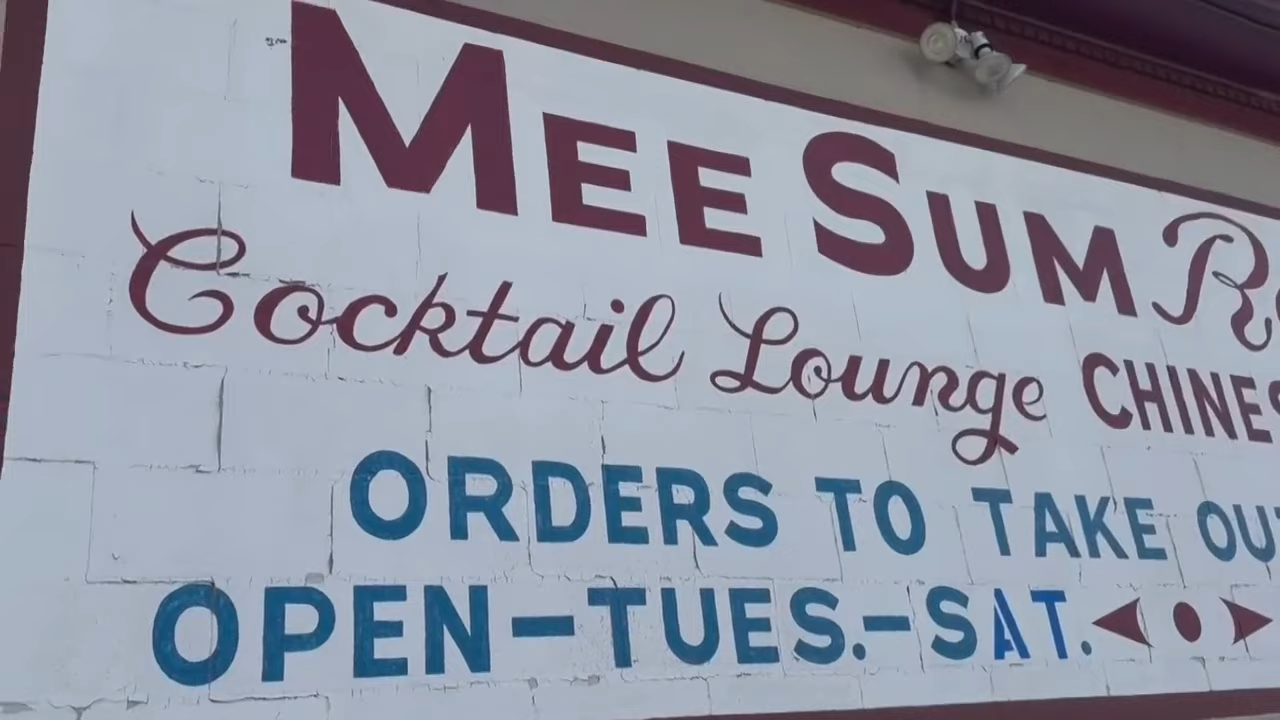 MEE SUM R
Cocktail Lounge CHINES
ORDERS TO TAKE OU
OPEN-TUES.-SAT.